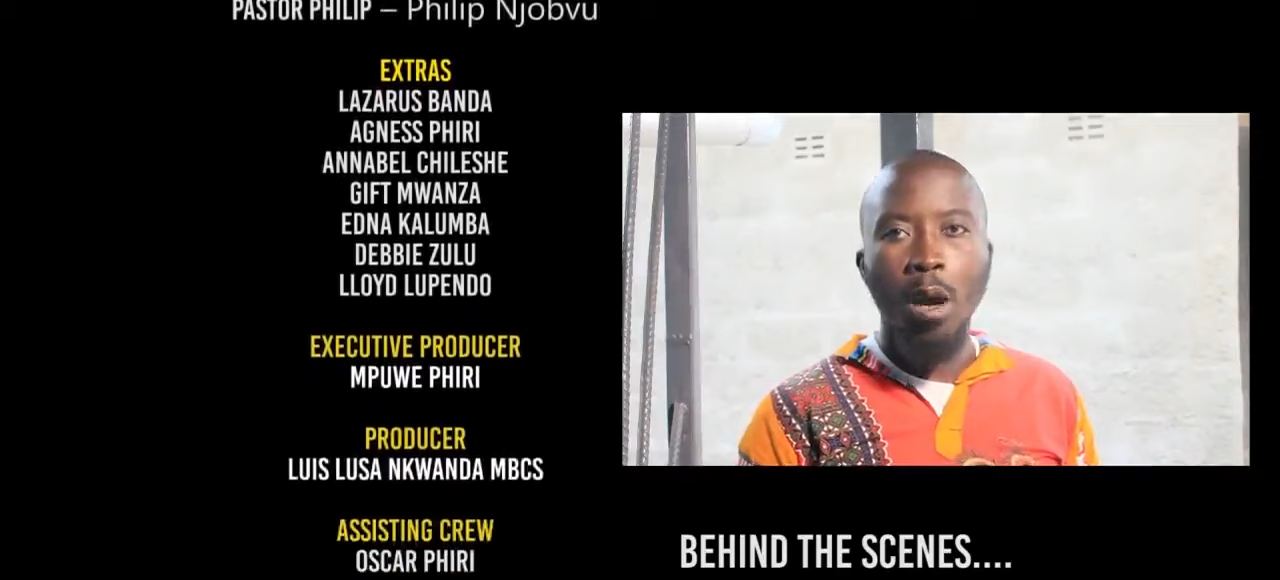 PASTOR PHILIP – Philip Njobvu
EXTRAS
LAZARUS BANDA
AGNESS PHIRI
ANNABEL CHILESHE
GIFT MWANZA
EDNA KALUMBA
DEBBIE ZULU
LLOYD LUPENDO
EXECUTIVE PRODUCER
MPUWE PHIRI
PRODUCER
LUIS LUSA NKWANDA MBCS
ASSISTING CREW
OSCAR PHIRI
BEHIND THE SCENES....